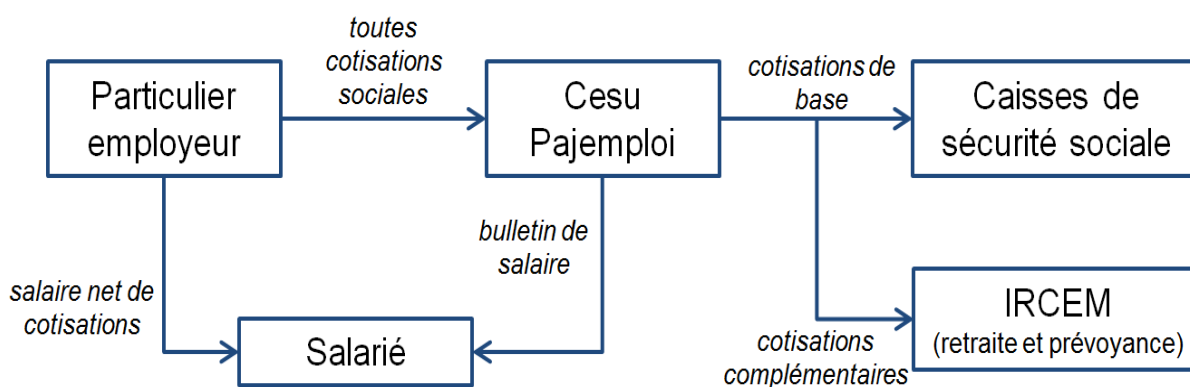 toutes
cotisations
sociales
Particulier
employeur
Cesu
Pajemploi
cotisations de
base
Caisses de
sécurité sociale
salaire net de
cotisations
bulletin de
salaire
Salarié
cotisations
complémentaires
IRCEM
(retraite et prévoyance)